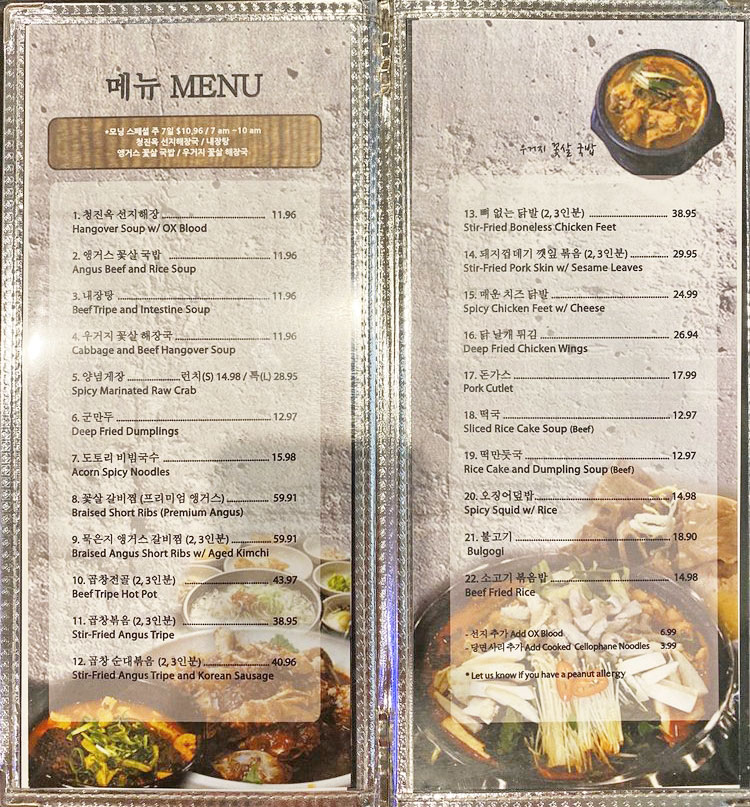 메뉴 MENU
*모닝 스페셜 주 7일 $10.96 / 7 am ~10 am
청진옥 선지해장국 / 내장탕
앵거스 꽃살 국밥 / 우거지 꽃살 해장국
1. 청진옥 선지해장 11.96
Hangover Soup w/ OX Blood
2. 앵거스 꽃살 국밥 11.96
Angus Beef and Rice Soup
3. 내장탕 11.96
Beef Tripe and Intestine Soup
4. 우거지 꽃살 해장국 11.96
Cabbage and Beef Hangover Soup
5. 양념게장 런치(S) 14.98 / 특(L) 28.95
Spicy Marinated Raw Crab
6. 군만두 12.97
Deep Fried Dumplings
7. 도토리 비빔국수 15.98
Acorn Spicy Noodles
8. 꽃살 갈비찜 (프리미엄 앵거스) 59.91
Braised Short Ribs (Premium Angus)
9. 묵은지 앵거스 갈비찜 (2, 3인분) 59.91
Braised Angus Short Ribs w/ Aged Kimchi
10. 곱창전골 (2, 3인분) 43.97
Beef Tripe Hot Pot
11. 곱창볶음 (2, 3인분) 38.95
Stir-Fried Angus Tripe
12. 곱창 순대볶음 (2, 3인분) 40.96
Stir-Fried Angus Tripe and Korean Sausage
우거지 꽃살 국밥
13. 뼈 없는 닭발 (2, 3인분) 38.95
Stir-Fried Boneless Chicken Feet
14. 돼지껍데기 깻잎 볶음 (2, 3인분) 29.95
Stir-Fried Pork Skin w/ Sesame Leaves
15. 매운 치즈 닭발 24.99
Spicy Chicken Feet w/ Cheese
16. 닭 날개 튀김 26.94
Deep Fried Chicken Wings
17. 돈가스 17.99
Pork Cutlet
18. 떡국 12.97
Sliced Rice Cake Soup (Beef)
19. 떡만둣국 12.97
Rice Cake and Dumpling Soup (Beef)
20. 오징어덮밥 14.98
Spicy Squid w/ Rice
21. 불고기 18.90
Bulgogi
22. 소고기 볶음밥 14.98
Beef Fried Rice
- 선지 추가 Add OX Blood 6.99
- 당면사리 추가 Add Cooked Cellophane Noodles 3.99
* Let us know if you have a peanut allergy